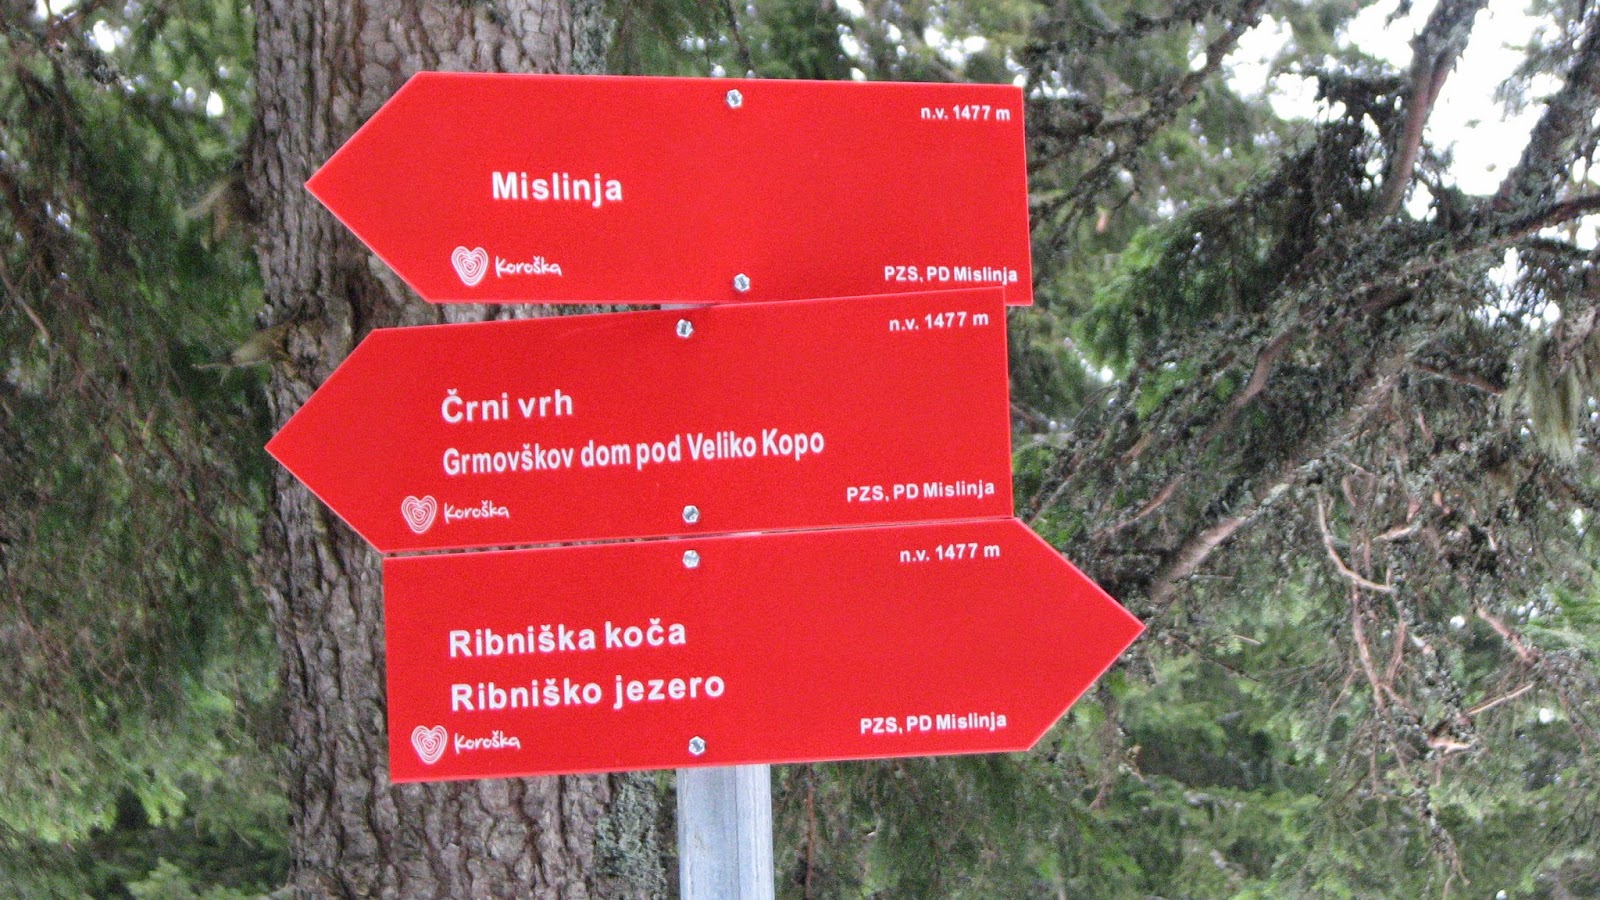 n.v. 1477 m
Mislinja
Koroška
PZS, PD Mislinja
n.v. 1477 m
Črni vrh
Grmovškov dom pod Veliko Kopo
Koroška
PZS, PD Mislinja
n.v. 1477 m
Ribniška koča
Ribniško jezero
Koroška
PZS, PD Mislinja